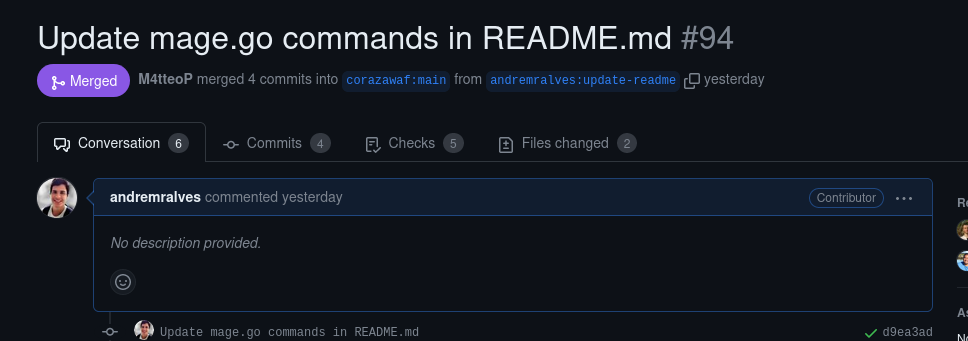 Update mage.go commands in README.md #94
Merged M4tteoP merged 4 commits into corazawaf:main from andremralves:update-readme yesterday
Conversation 6 Commits 4 Checks 5 Files changed 2
andremralves commented yesterday Contributor ...
No description provided.
Update mage.go commands in README.md d9ea3ad